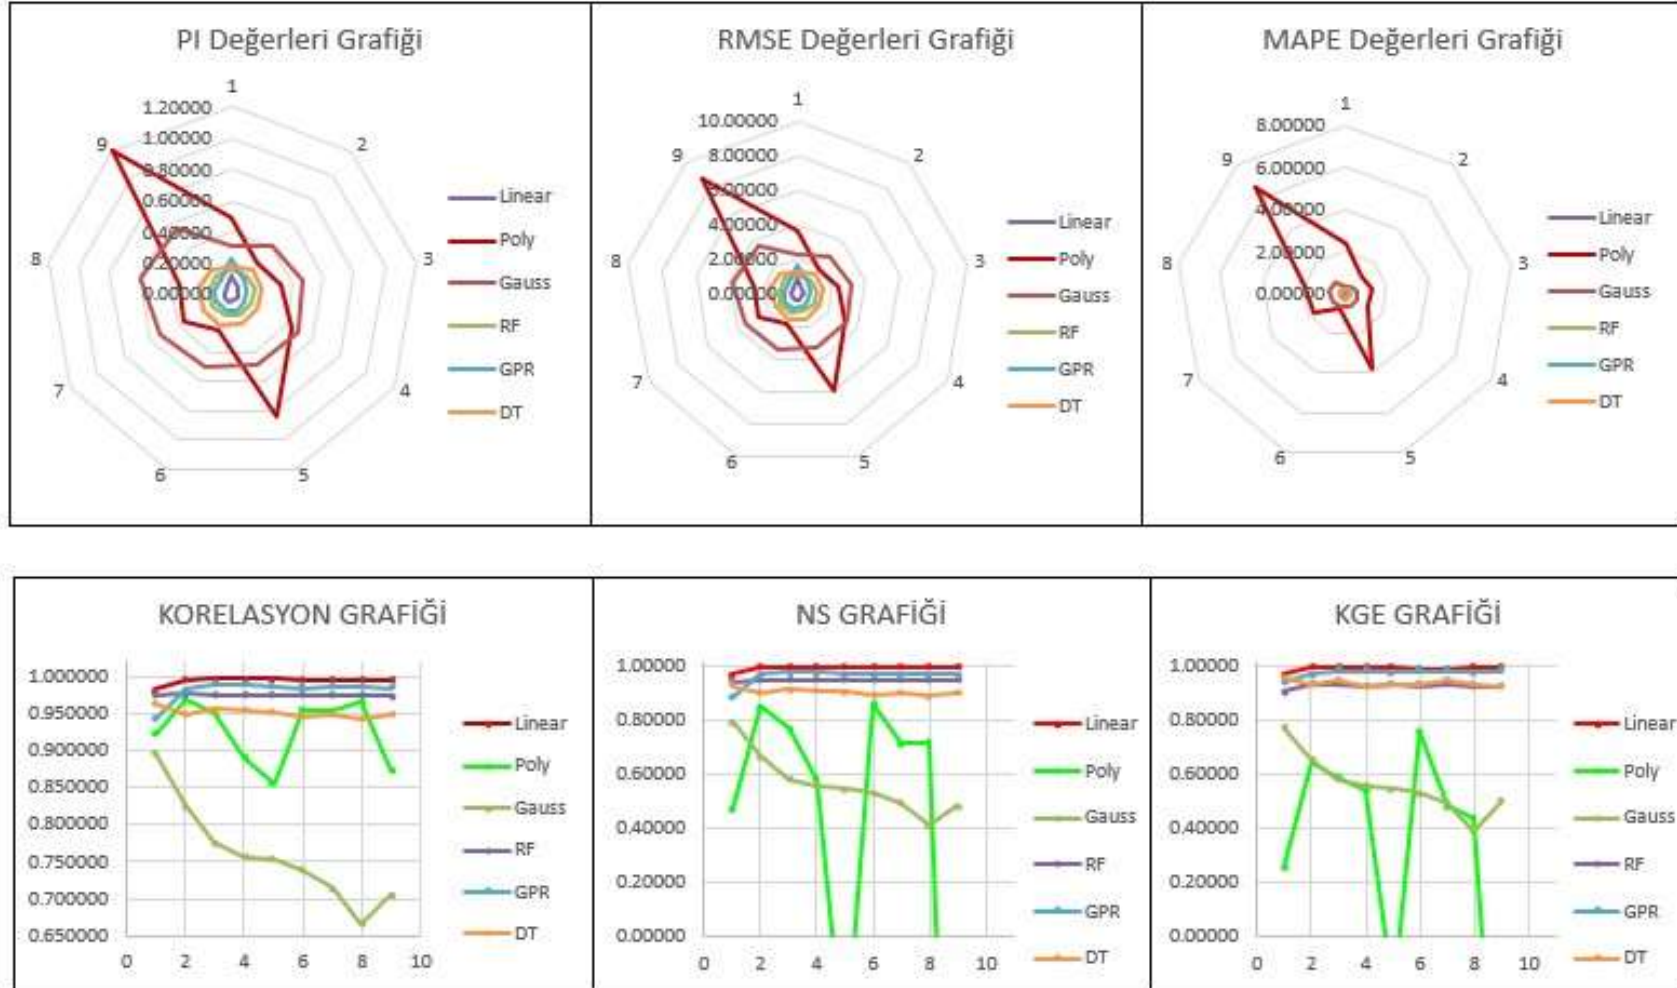 PI Değerleri Grafiği
1
1.20000
1.00000
0.80000
0.60000
0.40000
0.20000
0.00000
2
3
4
5
6
7
8
9
Linear
Poly
Gauss
RF
GPR
DT
RMSE Değerleri Grafiği
1
10.00000
8.00000
6.00000
4.00000
2.00000
0.00000
2
3
4
5
6
7
8
9
Linear
Poly
Gauss
RF
GPR
DT
MAPE Değerleri Grafiği
1
8.00000
6.00000
4.00000
2.00000
0.00000
2
3
4
5
6
7
8
9
Linear
Poly
Gauss
RF
GPR
DT
KORELASYON GRAFİĞİ
1.000000
0.950000
0.900000
0.850000
0.800000
0.750000
0.700000
0.650000
0 2 4 6 8 10
Linear
Poly
Gauss
RF
GPR
DT
NS GRAFİĞİ
1.00000
0.80000
0.60000
0.40000
0.20000
0.00000
0 2 4 6 8 10
Linear
Poly
Gauss
RF
GPR
DT
KGE GRAFİĞİ
1.00000
0.80000
0.60000
0.40000
0.20000
0.00000
0 2 4 6 8 10
Linear
Poly
Gauss
RF
GPR
DT